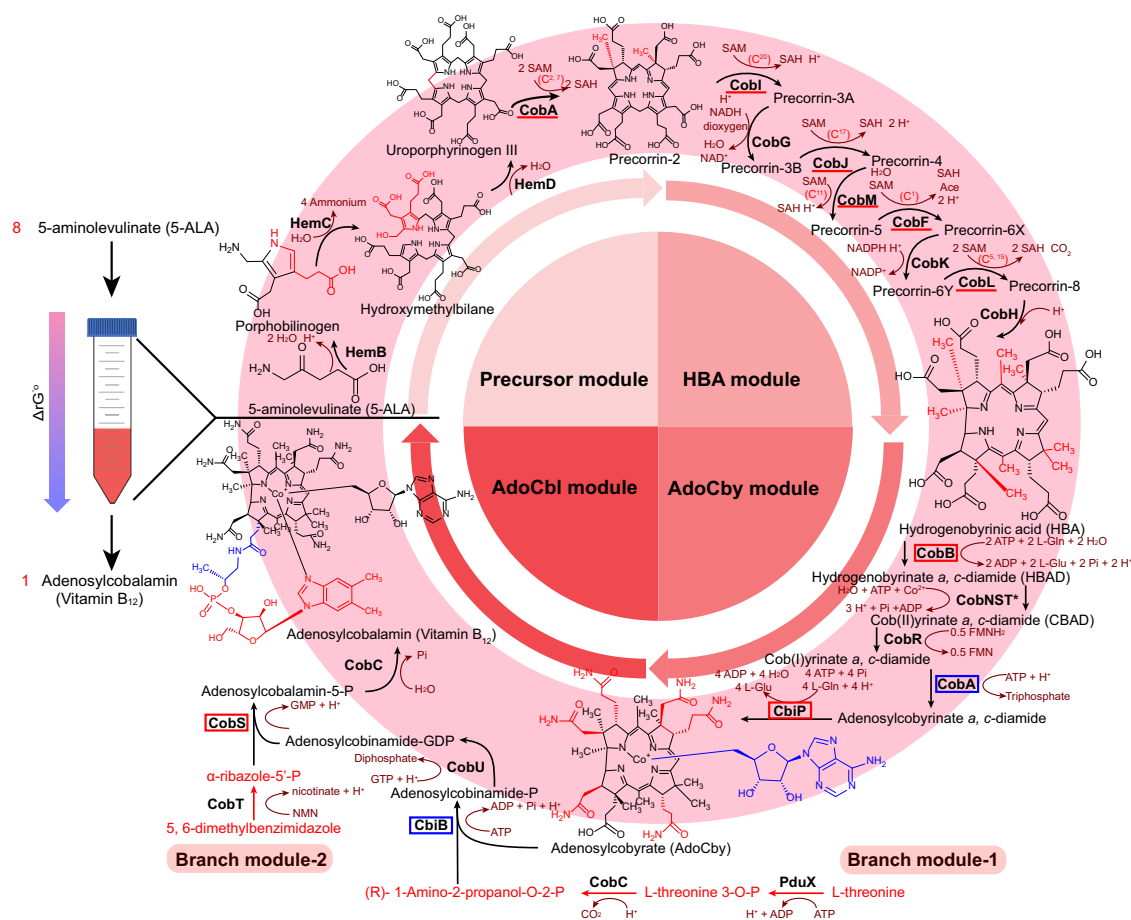 8 5-aminolevulinate (5-ALA)
ΔrG°
1 Adenosylcobalamin
(Vitamin B12)
Precursor module
HBA module
AdoCbl module
AdoCby module
5-aminolevulinate (5-ALA)
HemB
2 H2O H+
Porphobilinogen
HemC
4 Ammonium
H2O
Hydroxymethylbilane
HemD
H2O
Uroporphyrinogen III
2 SAM
(C2, 7)
2 SAH
CobA
Precorrin-2
SAM
(C20)
SAH H+
CobI
Precorrin-3A
H+
NADH
dioxygen
H2O
NAD+
CobG
Precorrin-3B
SAM
(C17)
SAH 2 H+
CobJ
Precorrin-4
H2O
SAM
(C11)
SAH H+
CobM
Precorrin-5
SAM
(C1)
SAH
Ace
2 H+
CobF
Precorrin-6X
NADPH H+
NADP+
CobK
Precorrin-6Y
2 SAM
(C5, 15)
2 SAH CO2
CobL
Precorrin-8
CobH
H+
Hydrogenobyrinic acid (HBA)
CobB
2 ATP + 2 L-Gln + 2 H2O
2 ADP + 2 L-Glu + 2 Pi + 2 H+
Hydrogenobyrinate a, c-diamide (HBAD)
H2O + ATP + Co2+
3 H+ + Pi +ADP
CobNST*
Cob(II)yrinate a, c-diamide (CBAD)
CobR
0.5 FMNH2
0.5 FMN
Cob(I)yrinate a, c-diamide
CobA
ATP + H+
Triphosphate
Adenosylcobyrinate a, c-diamide
4 ADP + 4 H2O
4 L-Glu
4 ATP + 4 Pi
4 L-Gln + 4 H+
CbiP
Adenosylcobyrate (AdoCby)
Branch module-1
L-threonine
PduX
ATP
H+ + ADP
L-threonine 3-O-P
CobC
H+
CO2
(R)- 1-Amino-2-propanol-O-2-P
CbiB
ADP + Pi + H+
ATP
Adenosylcobinamide-P
CobU
GTP + H+
Diphosphate
Adenosylcobinamide-GDP
Branch module-2
5, 6-dimethylbenzimidazole
CobT
nicotinate + H+
NMN
α-ribazole-5'-P
CobS
GMP + H+
Adenosylcobalamin-5-P
CobC
Pi
H2O
Adenosylcobalamin (Vitamin B12)